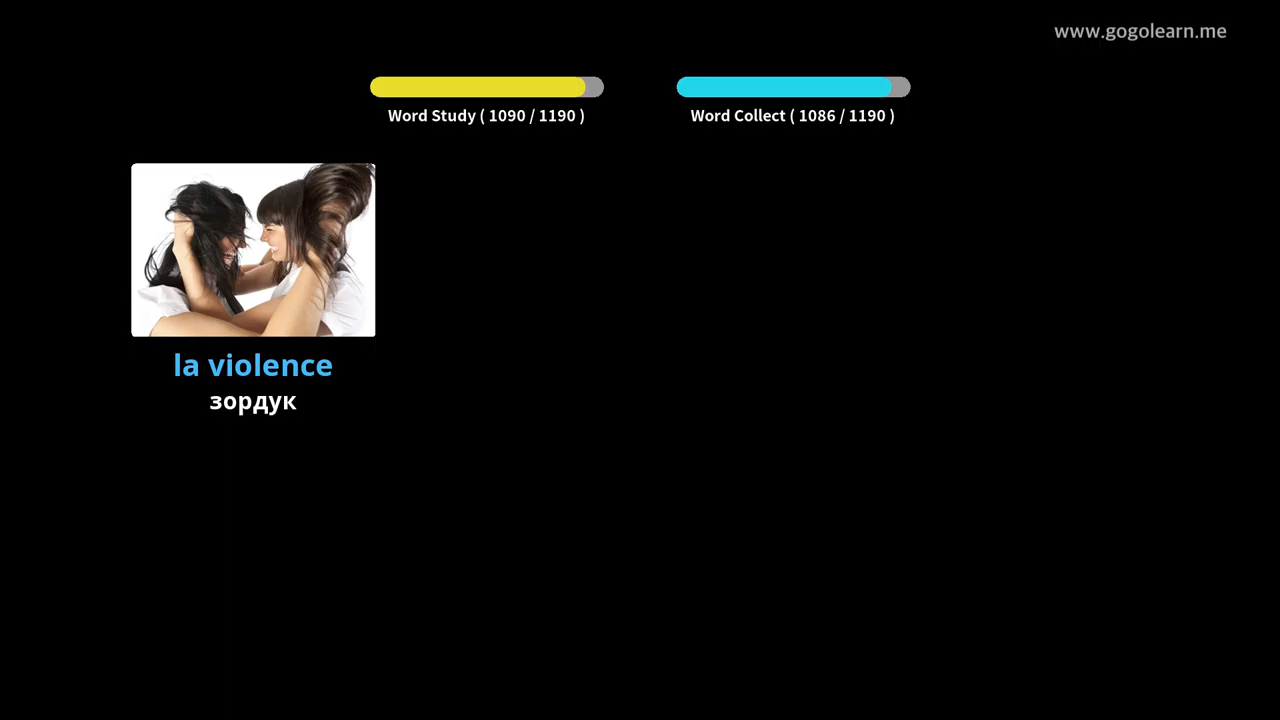 www.gogolearn.me
Word Study ( 1090 / 1190 )
Word Collect ( 1086 / 1190 )
la violence
зордук